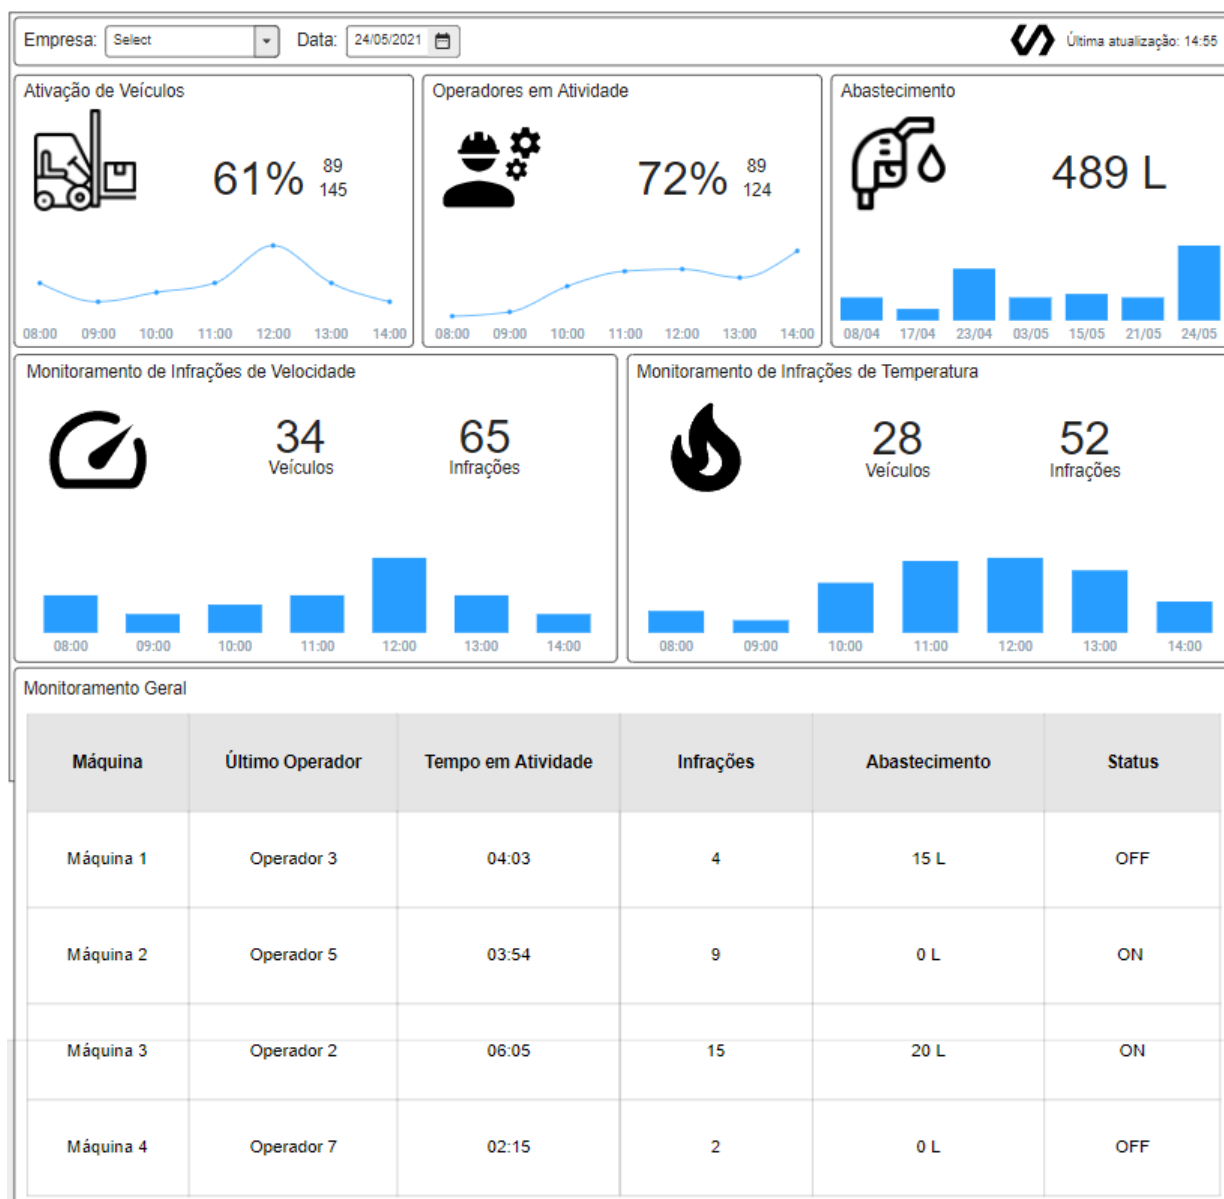 Empresa: Select Data: 24/05/2021 Última atualização: 14:55
Ativação de Veículos
61% 89
145
08:00 09:00 10:00 11:00 12:00 13:00 14:00
Operadores em Atividade
72% 89
124
08:00 09:00 10:00 11:00 12:00 13:00 14:00
Abastecimento
489 L
08/04 17/04 23/04 03/05 15/05 21/05 24/05
Monitoramento de Infrações de Velocidade
34 65
Veículos Infrações
08:00 09:00 10:00 11:00 12:00 13:00 14:00
Monitoramento de Infrações de Temperatura
28 52
Veículos Infrações
08:00 09:00 10:00 11:00 12:00 13:00 14:00
Monitoramento Geral
Máquina Último Operador Tempo em Atividade Infrações Abastecimento Status
Máquina 1 Operador 3 04:03 4 15 L OFF
Máquina 2 Operador 5 03:54 9 0 L ON
Máquina 3 Operador 2 06:05 15 20 L ON
Máquina 4 Operador 7 02:15 2 0 L OFF